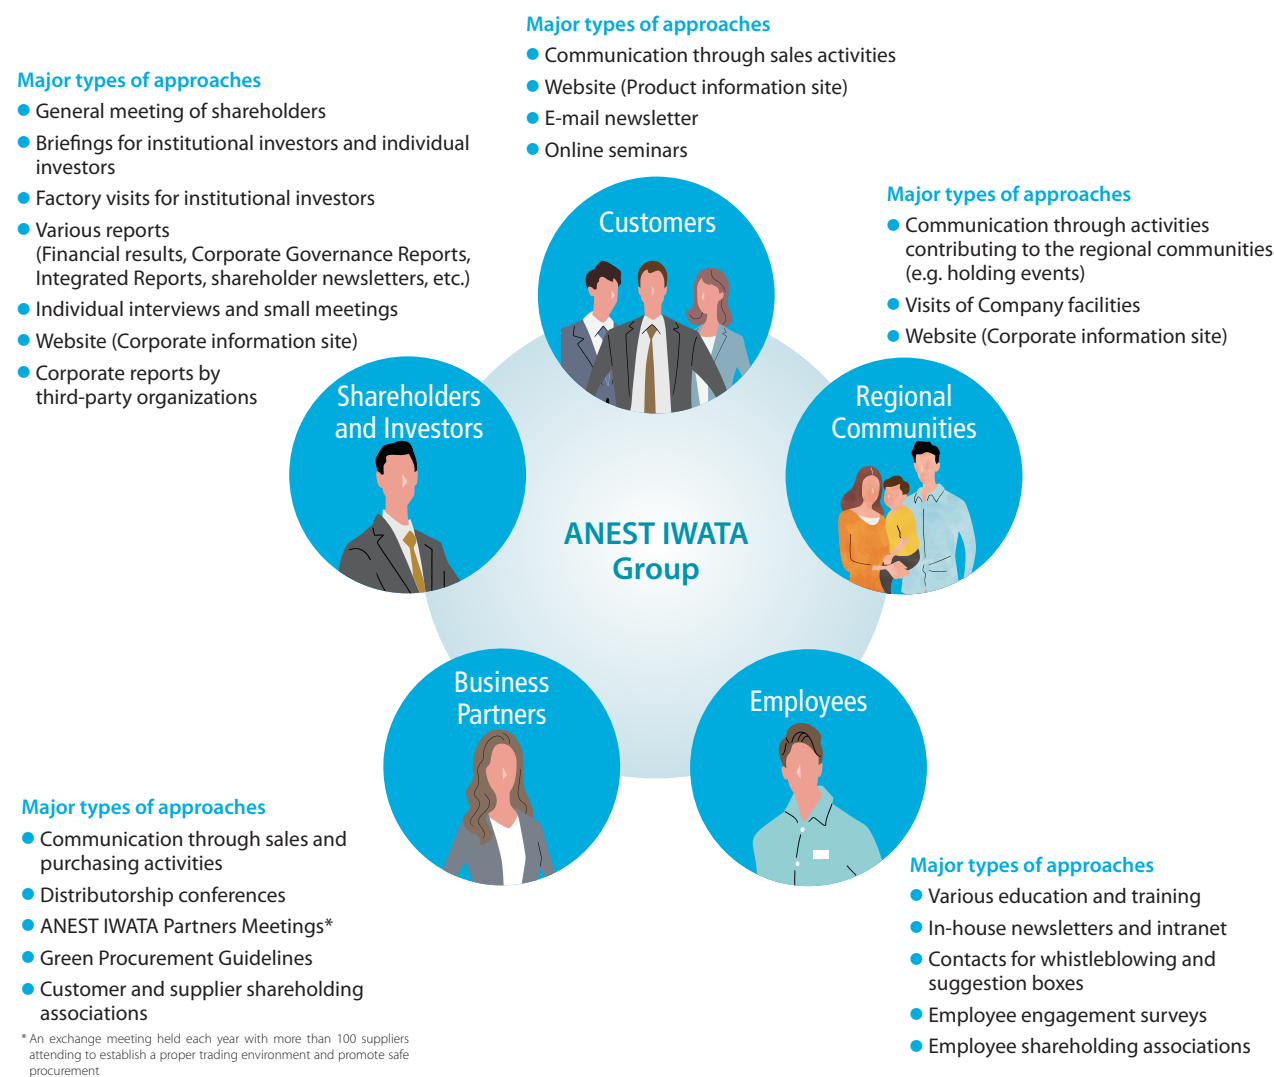 Major types of approaches
● Communication through sales activities
● Website (Product information site)
● E-mail newsletter
● Online seminars
Customers
Major types of approaches
● General meeting of shareholders
● Briefings for institutional investors and individual
investors
● Factory visits for institutional investors
● Various reports
(Financial results, Corporate Governance Reports,
Integrated Reports, shareholder newsletters, etc.)
● Individual interviews and small meetings
● Website (Corporate information site)
● Corporate reports by
third-party organizations
Shareholders
and Investors
Major types of approaches
● Communication through activities
contributing to the regional communities
(e.g. holding events)
● Visits of Company facilities
● Website (Corporate information site)
Regional
Communities
ANEST IWATA
Group
Business
Partners
Employees
Major types of approaches
● Communication through sales and
purchasing activities
● Distributorship conferences
● ANEST IWATA Partners Meetings*
● Green Procurement Guidelines
● Customer and supplier shareholding
associations
* An exchange meeting held each year with more than 100 suppliers
attending to establish a proper trading environment and promote safe
procurement
Major types of approaches
● Various education and training
● In-house newsletters and intranet
● Contacts for whistleblowing and
suggestion boxes
● Employee engagement surveys
● Employee shareholding associations